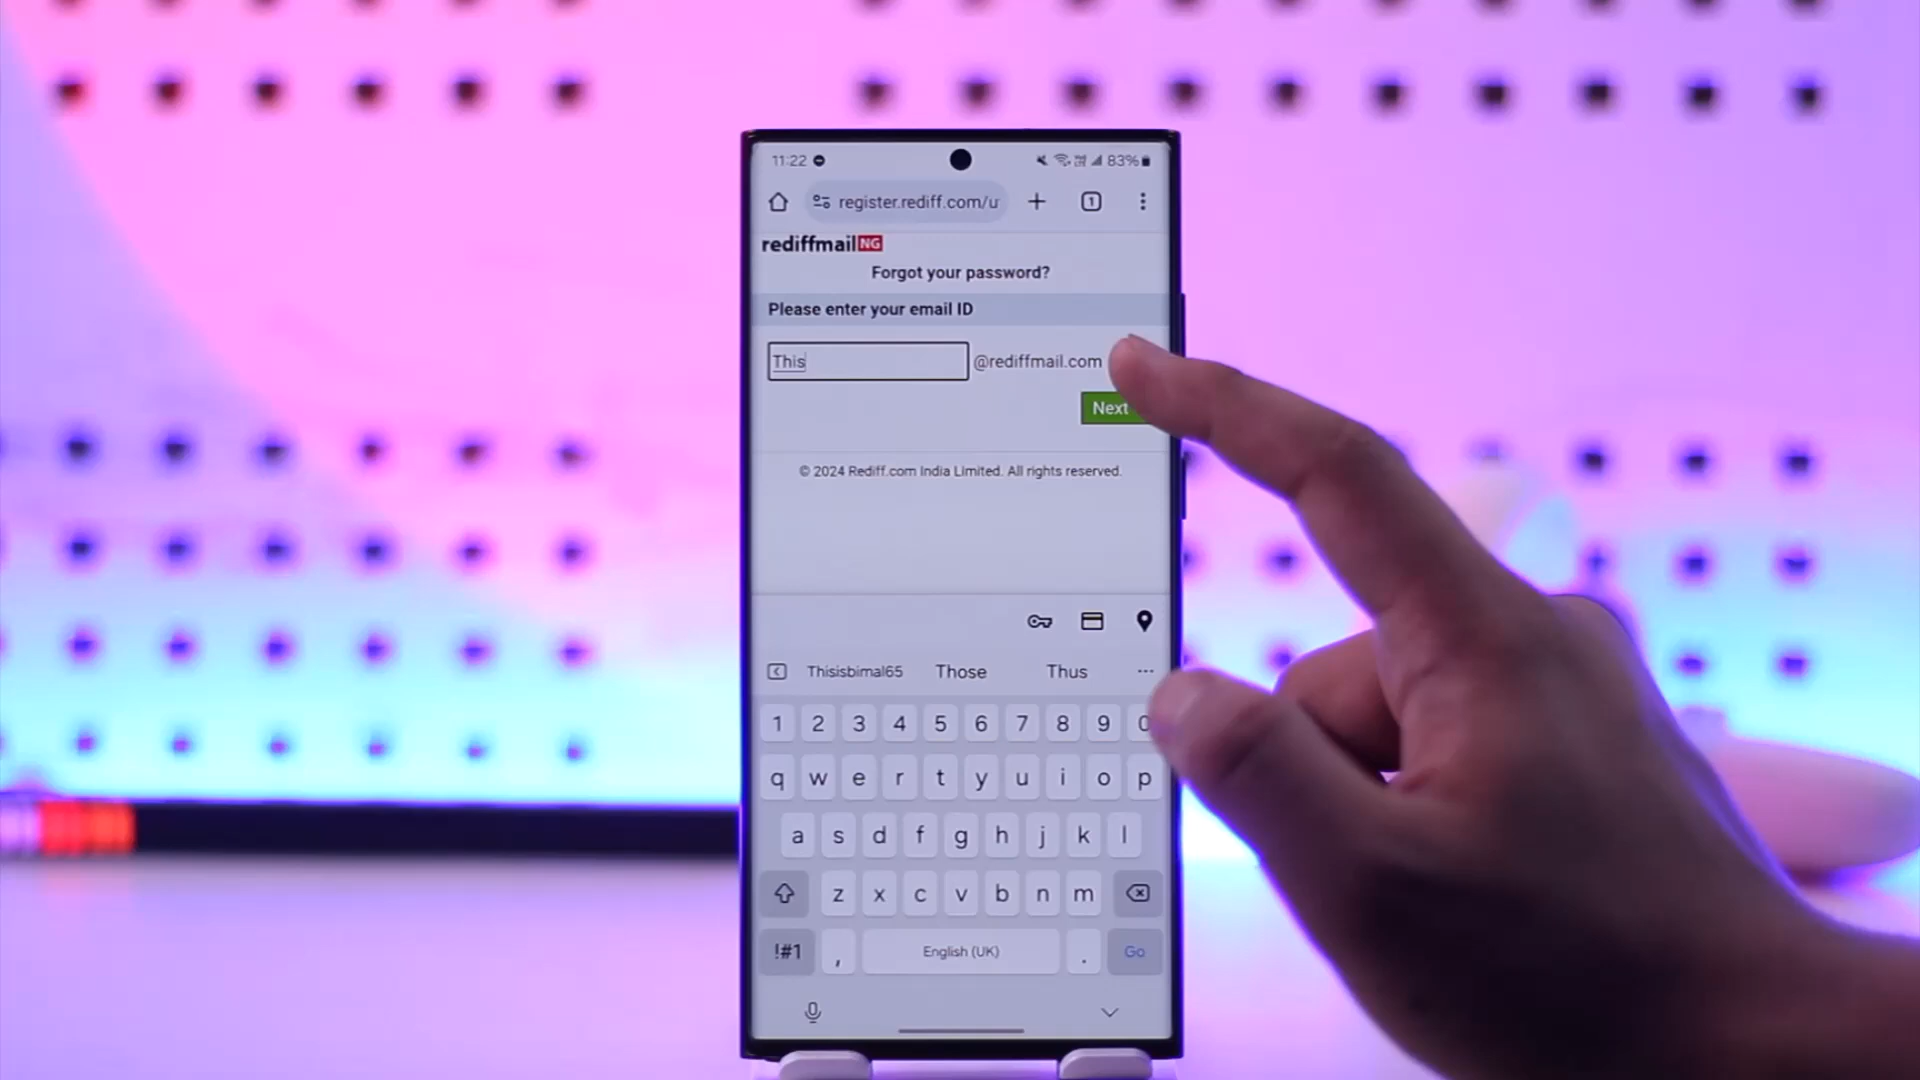 11:22
83%
register.rediff.com/u
1
rediffmail NG
Forgot your password?
Please enter your email ID
This @rediffmail.com
Next
© 2024 Rediff.com India Limited. All rights reserved.
Thisisbimal65 Those Thus ...
1 2 3 4 5 6 7 8 9 0
q w e r t y u i o p
a s d f g h j k l
z x c v b n m
!#1 , English (UK) . Go